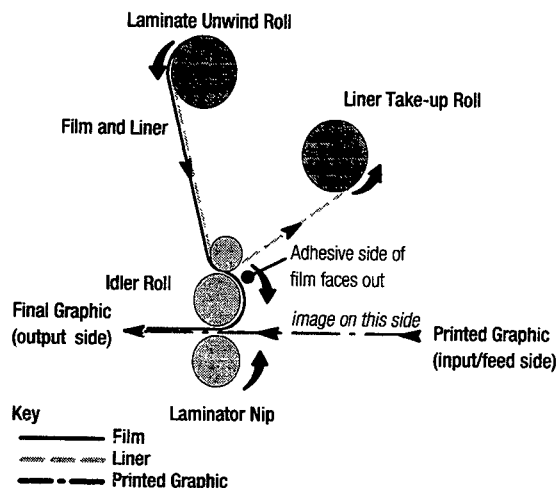 Laminate Unwind Roll
Liner Take-up Roll
Film and Liner
Adhesive side of
film faces out
Idler Roll
Final Graphic
(output side)
image on this side
Printed Graphic
(input/feed side)
Laminator Nip
Key
Film
Liner
Printed Graphic